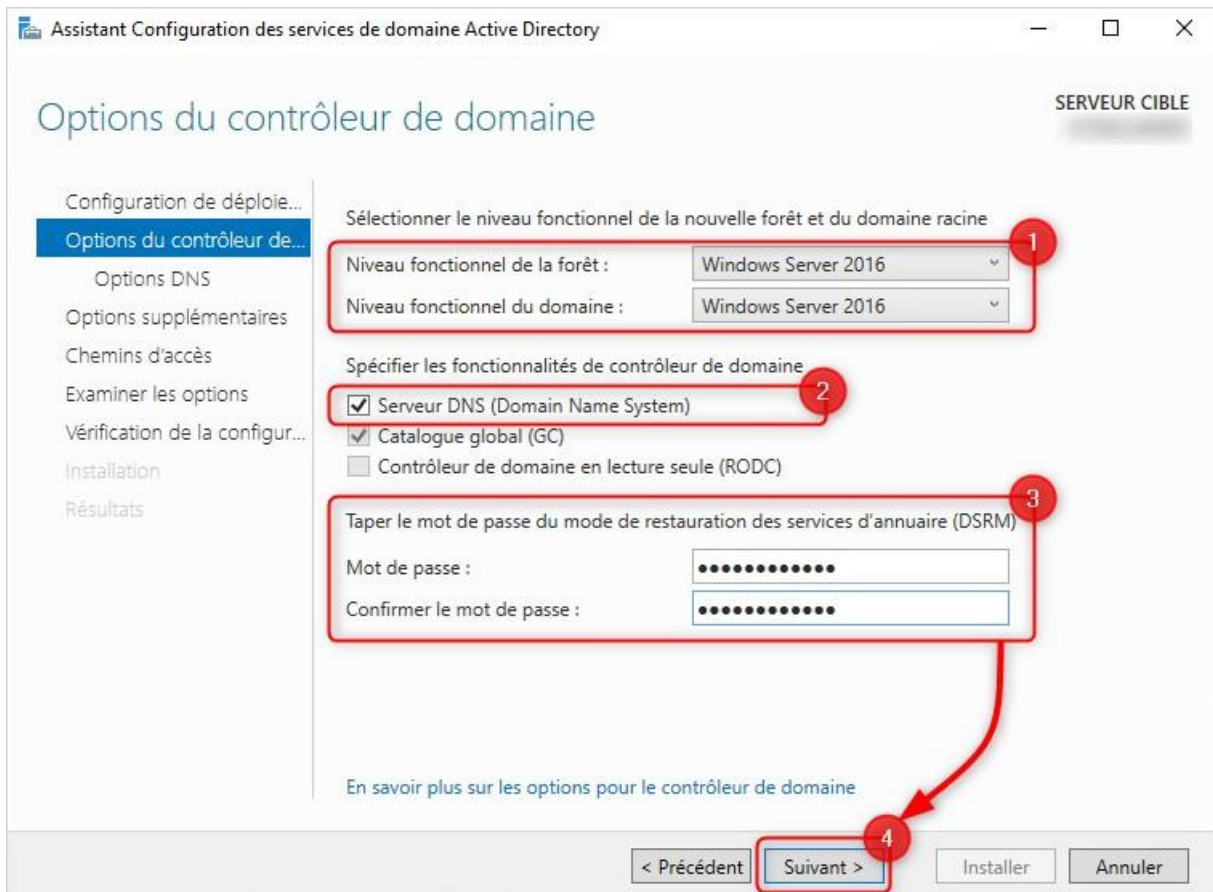 Assistant Configuration des services de domaine Active Directory
Options du contrôleur de domaine
SERVEUR CIBLE
Configuration de déploie...
Options du contrôleur de...
Options DNS
Options supplémentaires
Chemins d'accès
Examiner les options
Vérification de la configur...
Installation
Résultats
Sélectionner le niveau fonctionnel de la nouvelle forêt et du domaine racine
1
Niveau fonctionnel de la forêt : Windows Server 2016
Niveau fonctionnel du domaine : Windows Server 2016
Spécifier les fonctionnalités de contrôleur de domaine
2
Serveur DNS (Domain Name System)
Catalogue global (GC)
Contrôleur de domaine en lecture seule (RODC)
3
Taper le mot de passe du mode de restauration des services d'annuaire (DSRM)
Mot de passe : ●●●●●●●●●●●●
Confirmer le mot de passe : ●●●●●●●●●●●●
En savoir plus sur les options pour le contrôleur de domaine
4
< Précédent Suivant > Installer Annuler